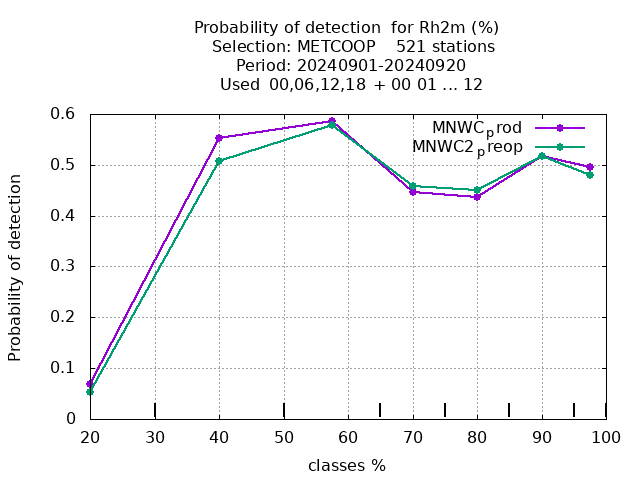 Probability of detection  for Rh2m (%)
Selection: METCOOP    521 stations
Period: 20240901-20240920
Used  00,06,12,18 + 00 01 ... 12
Probability of detection
0.6
0.5
0.4
0.3
0.2
0.1
0
MNWCprod
MNWC2preop
20 30 40 50 60 70 80 90 100
classes %